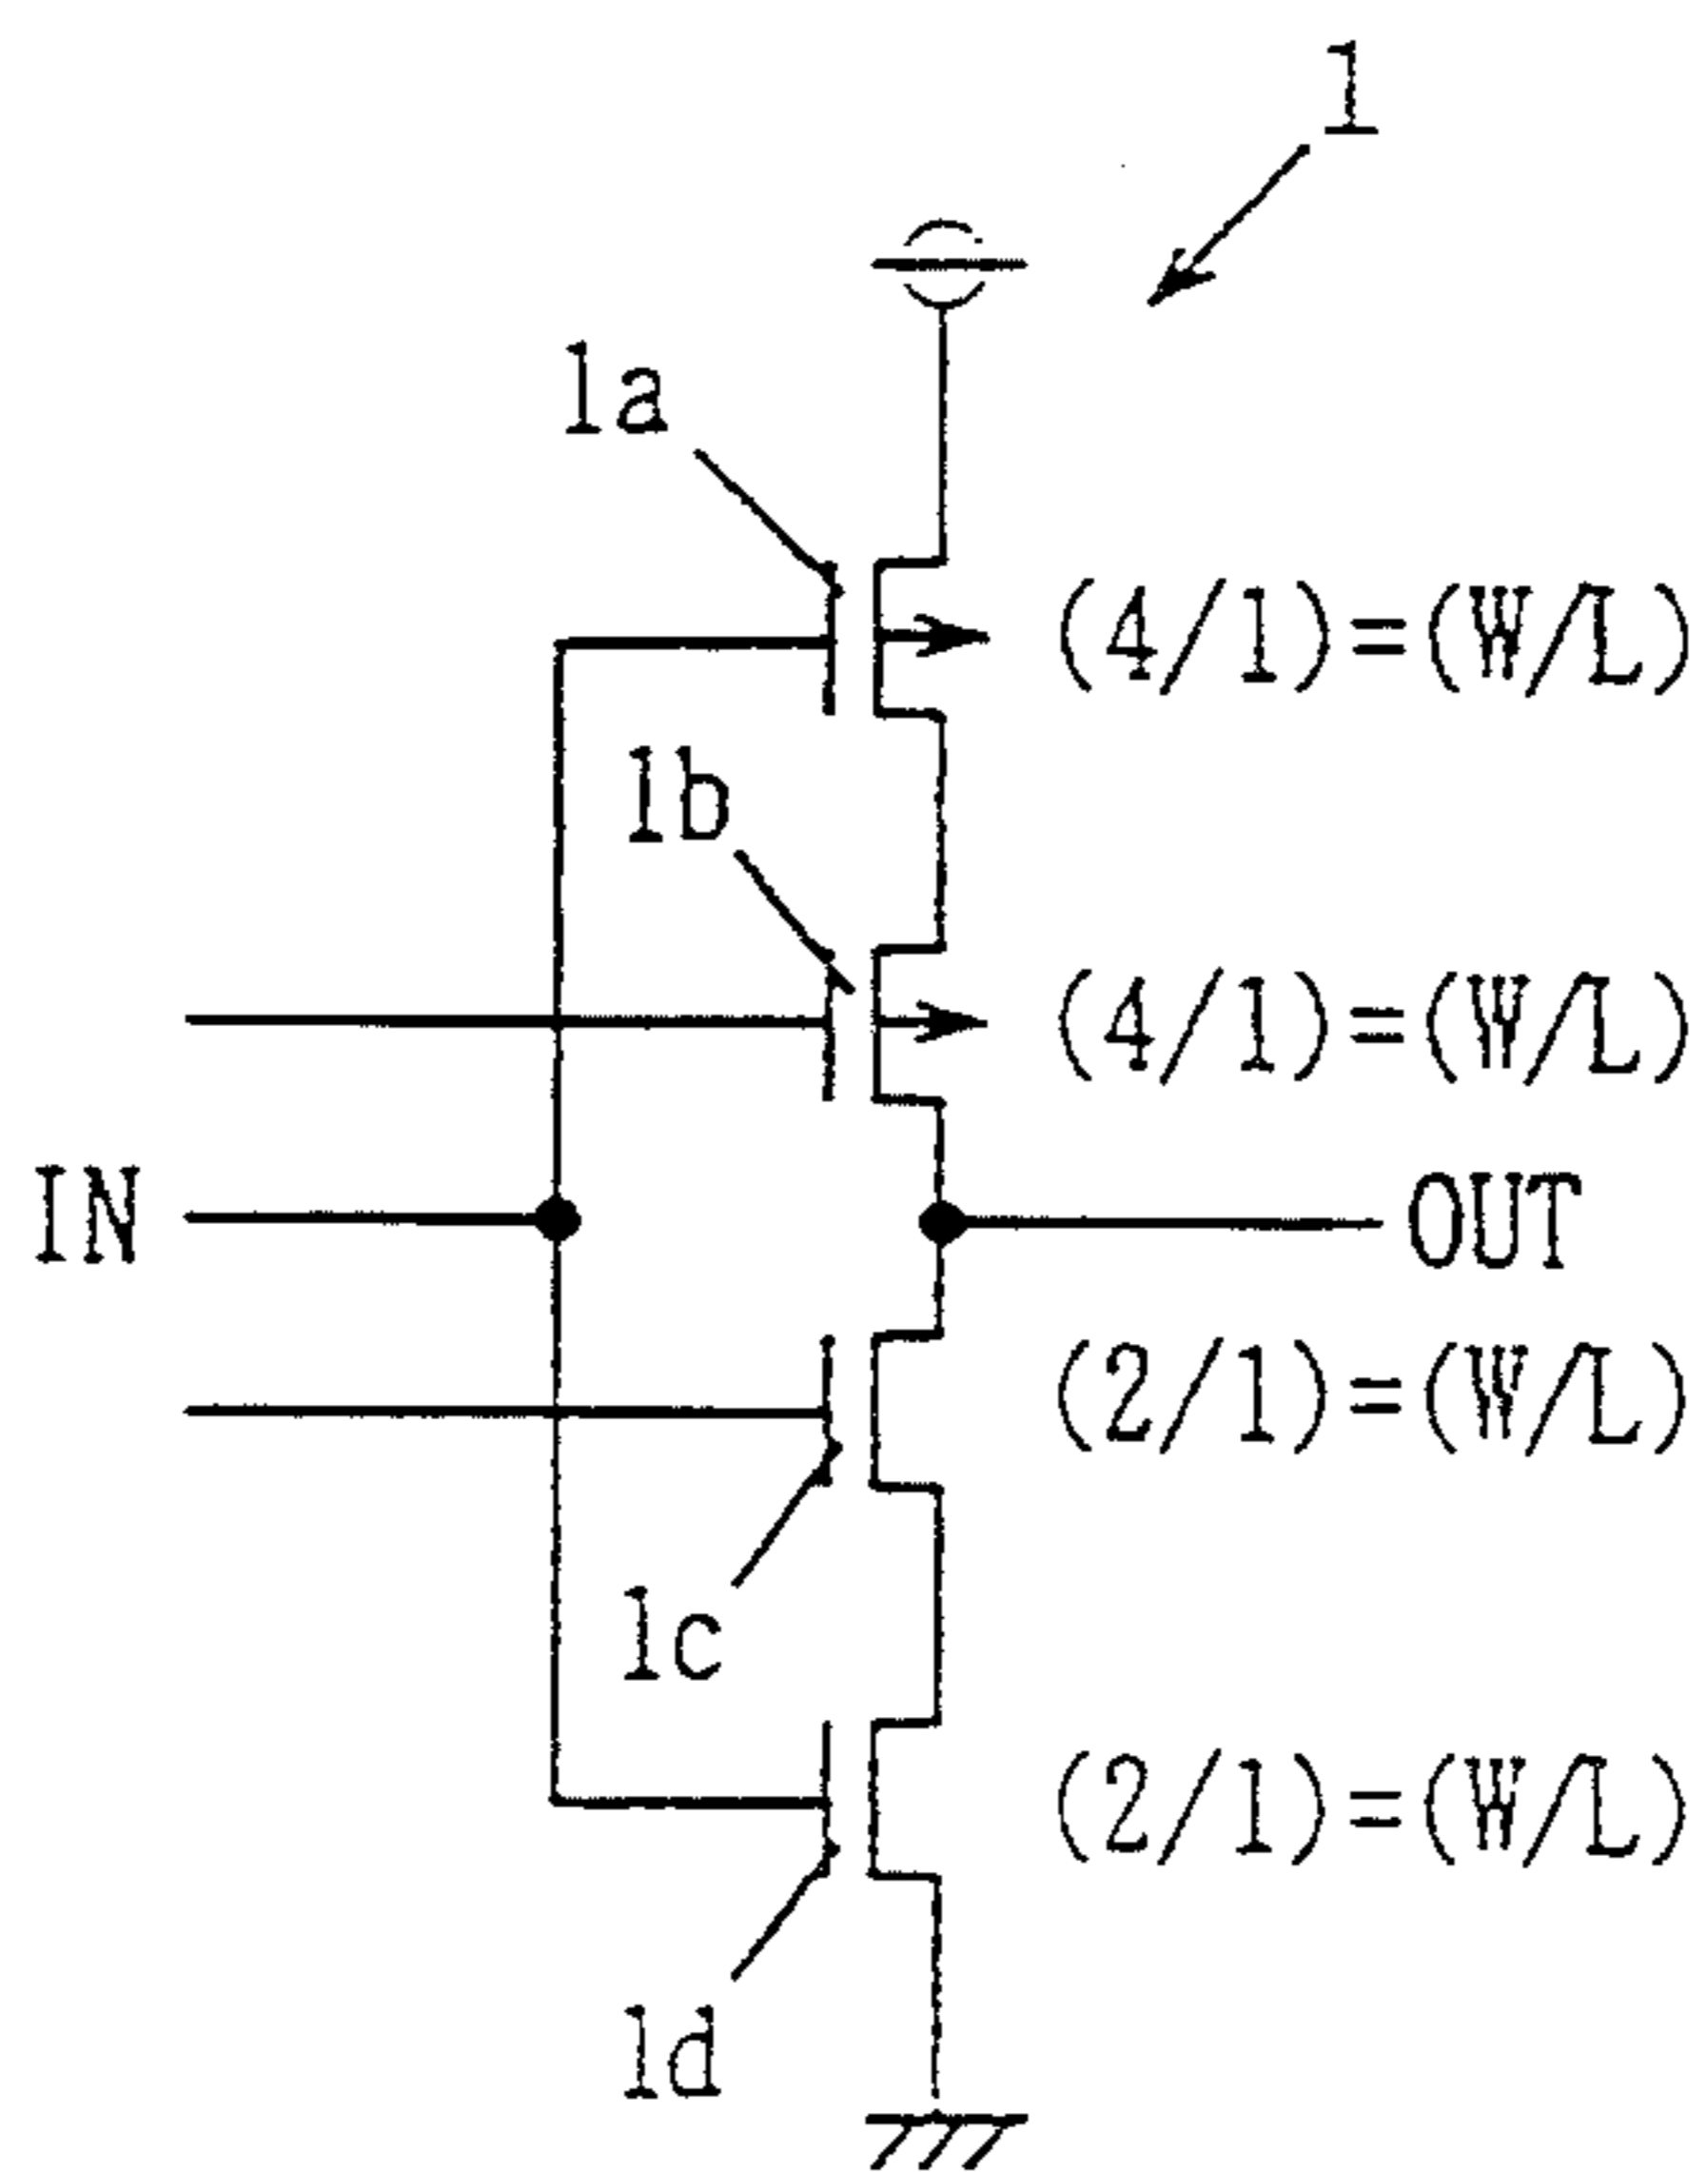 1
1a
(4/1)=(W/L)
1b
(4/1)=(W/L)
IN
OUT
(2/1)=(W/L)
1c
(2/1)=(W/L)
1d